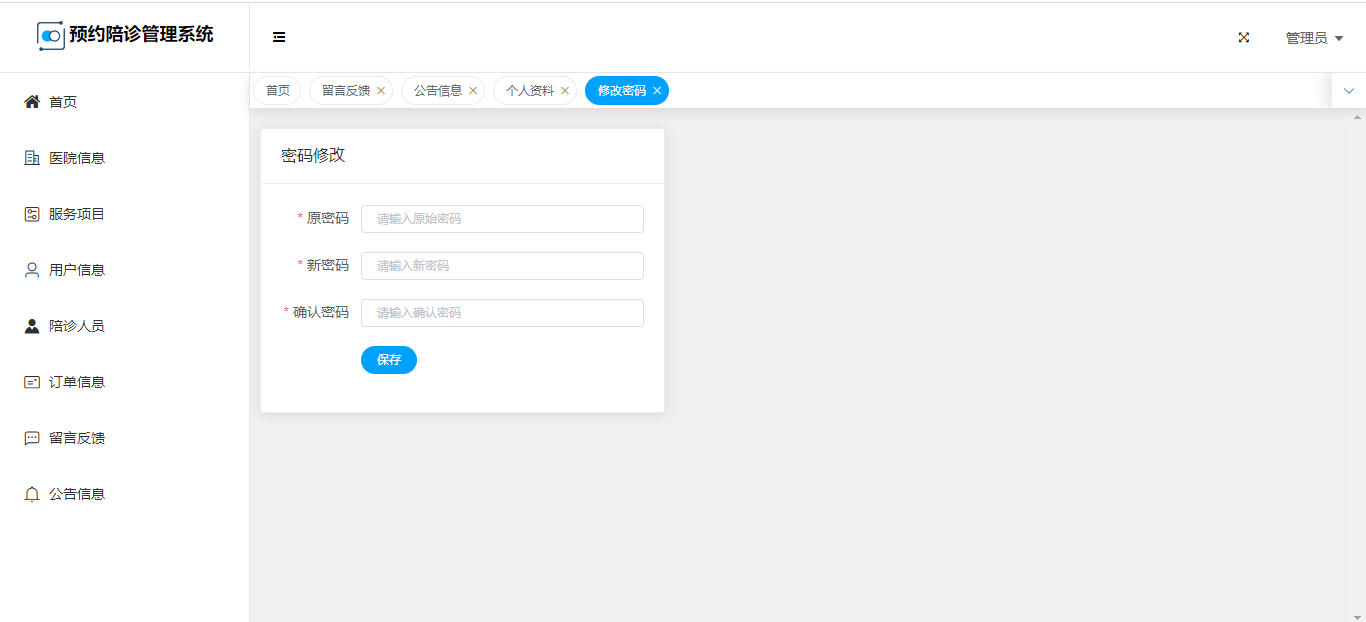 预约陪诊管理系统
管理员
首页
医院信息
服务项目
用户信息
陪诊人员
订单信息
留言反馈
公告信息
首页 留言反馈 公告信息 个人资料 修改密码
密码修改
* 原密码 请输入原始密码
* 新密码 请输入新密码
* 确认密码 请输入确认密码
保存